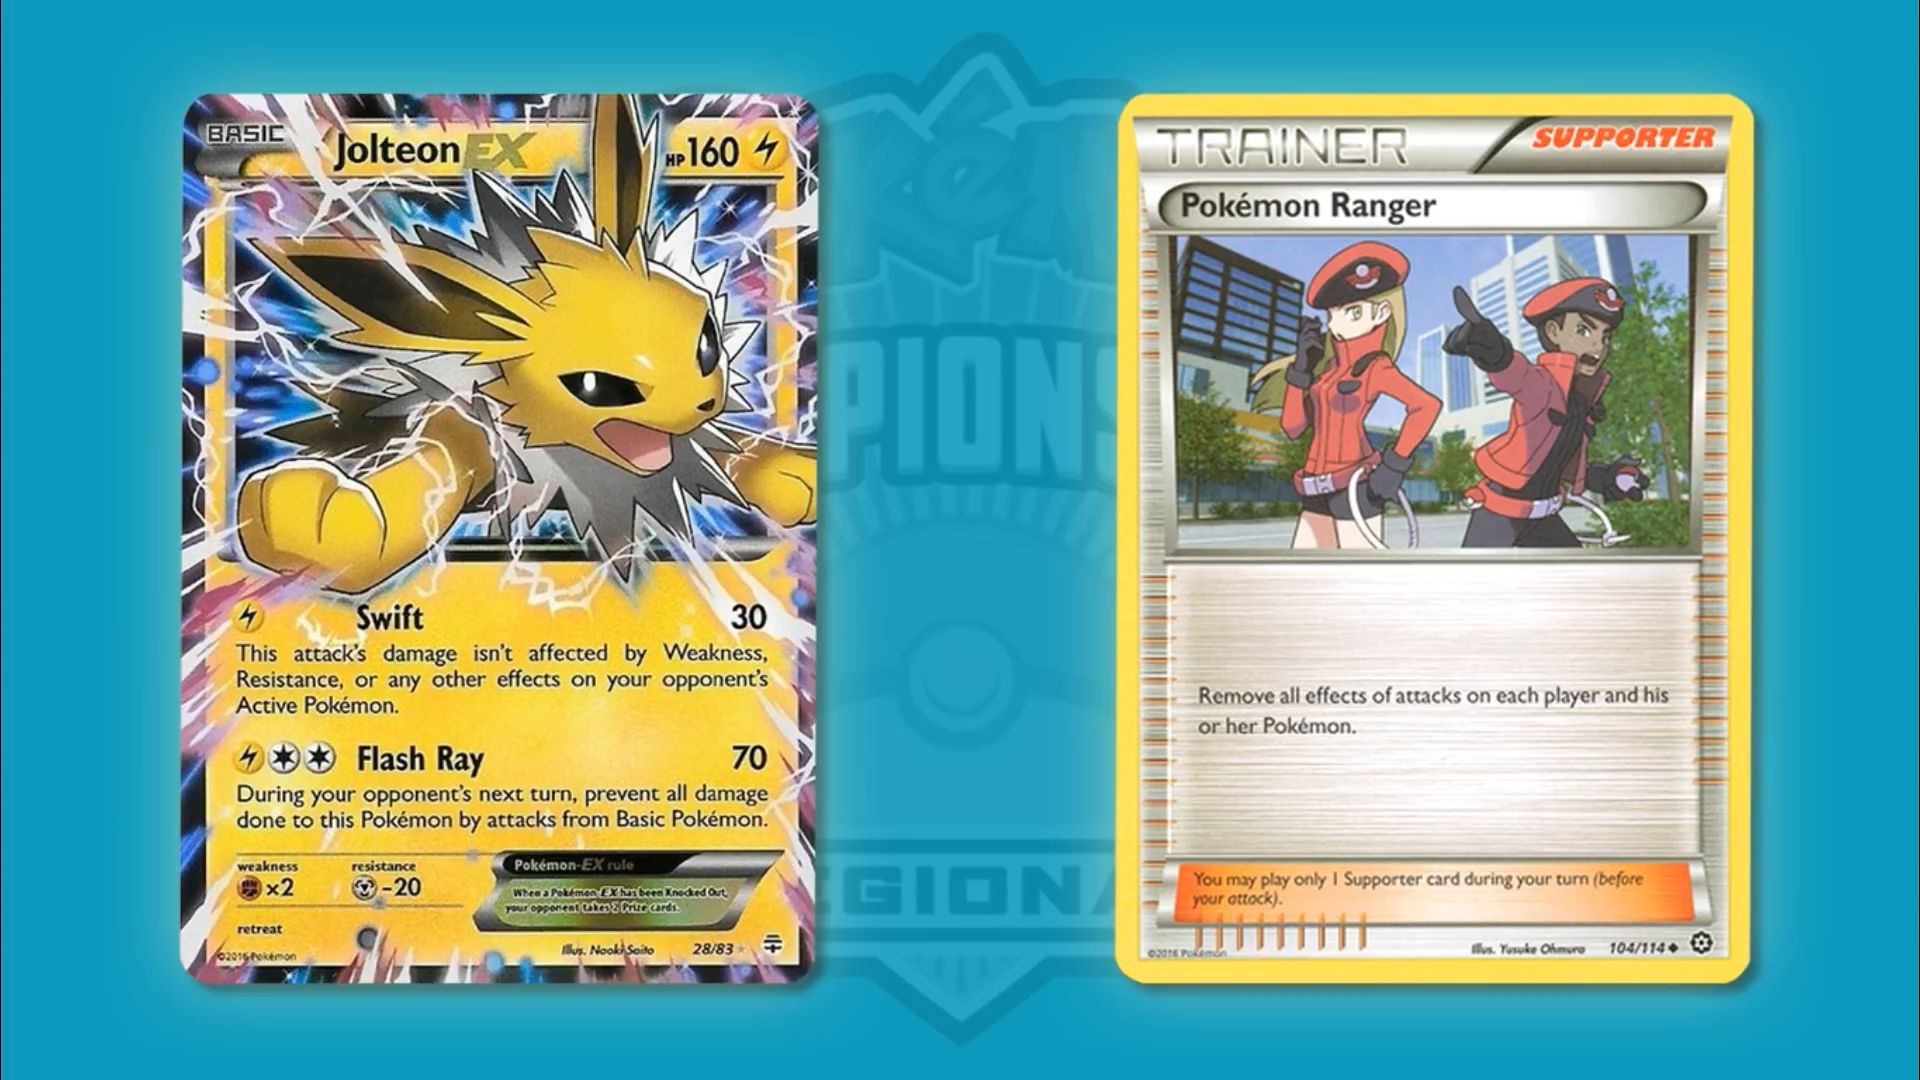 BASIC
Jolteon EX
HP 160
Swift 30
This attack's damage isn't affected by Weakness,
Resistance, or any other effects on your opponent's
Active Pokémon.
Flash Ray 70
During your opponent's next turn, prevent all damage
done to this Pokémon by attacks from Basic Pokémon.
weakness
×2
resistance
-20
retreat
Pokémon-EX rule
When a Pokémon-EX has been Knocked Out,
your opponent takes 2 Prize cards.
©2016 Pokémon
Illus. Naoki Saito
28/83
PIONS
EGIONA
TRAINER
SUPPORTER
Pokémon Ranger
Remove all effects of attacks on each player and his
or her Pokémon.
You may play only 1 Supporter card during your turn (before
your attack).
©2016 Pokémon
Illus. Yusuke Ohmura
104/114